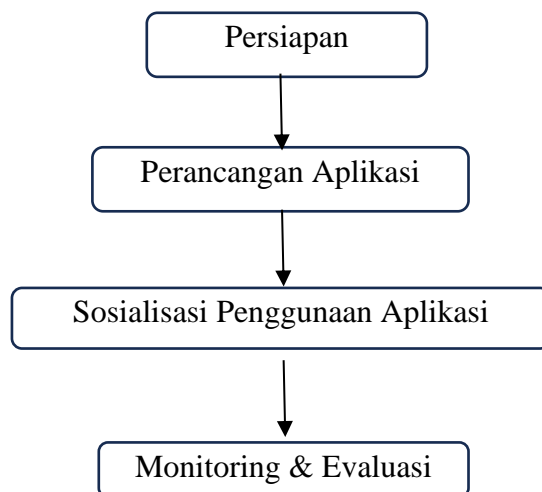 Persiapan
Perancangan Aplikasi
Sosialisasi Penggunaan Aplikasi
Monitoring & Evaluasi